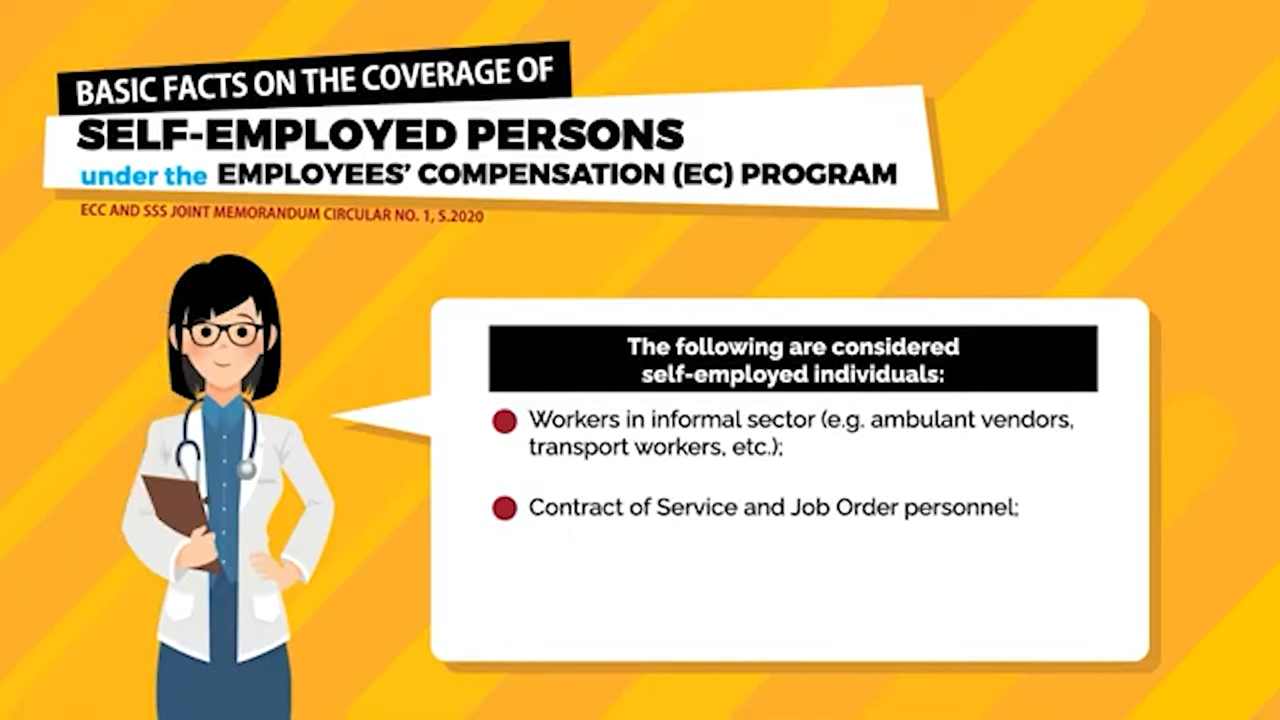 BASIC FACTS ON THE COVERAGE OF
SELF-EMPLOYED PERSONS
under the EMPLOYEES' COMPENSATION (EC) PROGRAM
ECC AND SSS JOINT MEMORANDUM CIRCULAR NO. 1, S.2020
The following are considered
self-employed individuals:
Workers in informal sector (e.g. ambulant vendors,
transport workers, etc.);
Contract of Service and Job Order personnel;